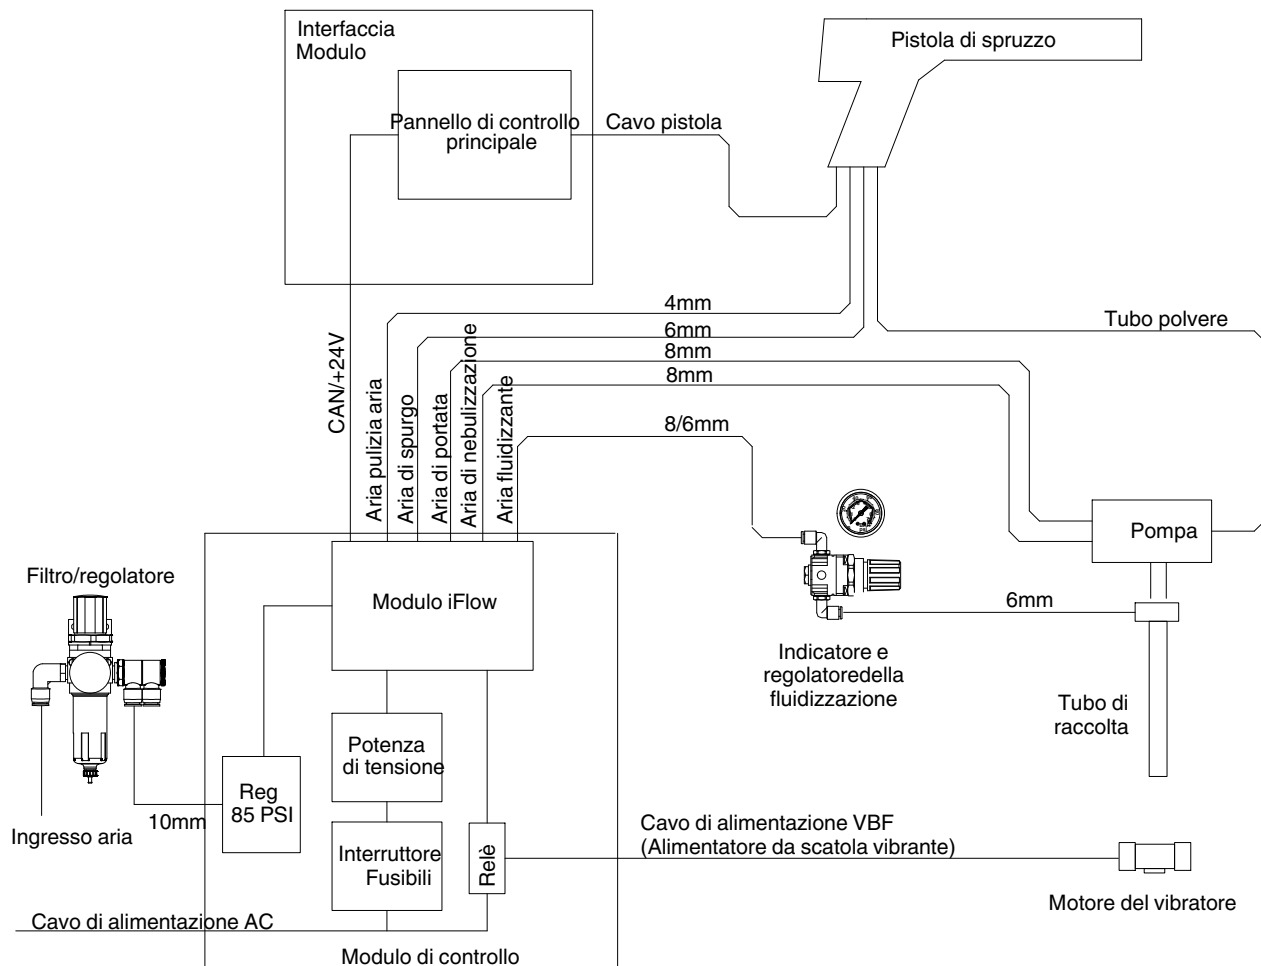 Interfaccia
Modulo
Pistola di spruzzo
Pannello di controllo
principale
Cavo pistola
4mm
6mm
8mm
8mm
8/6mm
Tubo polvere
CAN/+24V
Aria pulizia aria
Aria di spurgo
Aria di portata
Aria di nebulizzazione
Aria fluidizzante
Filtro/regolatore
Modulo iFlow
Pompa
6mm
Indicatore e
regolatoredella
fluidizzazione
Tubo di
raccolta
Potenza
di tensione
Reg
85 PSI
10mm
Ingresso aria
Interruttore
Fusibili
Relè
Cavo di alimentazione VBF
(Alimentatore da scatola vibrante)
Motore del vibratore
Cavo di alimentazione AC
Modulo di controllo